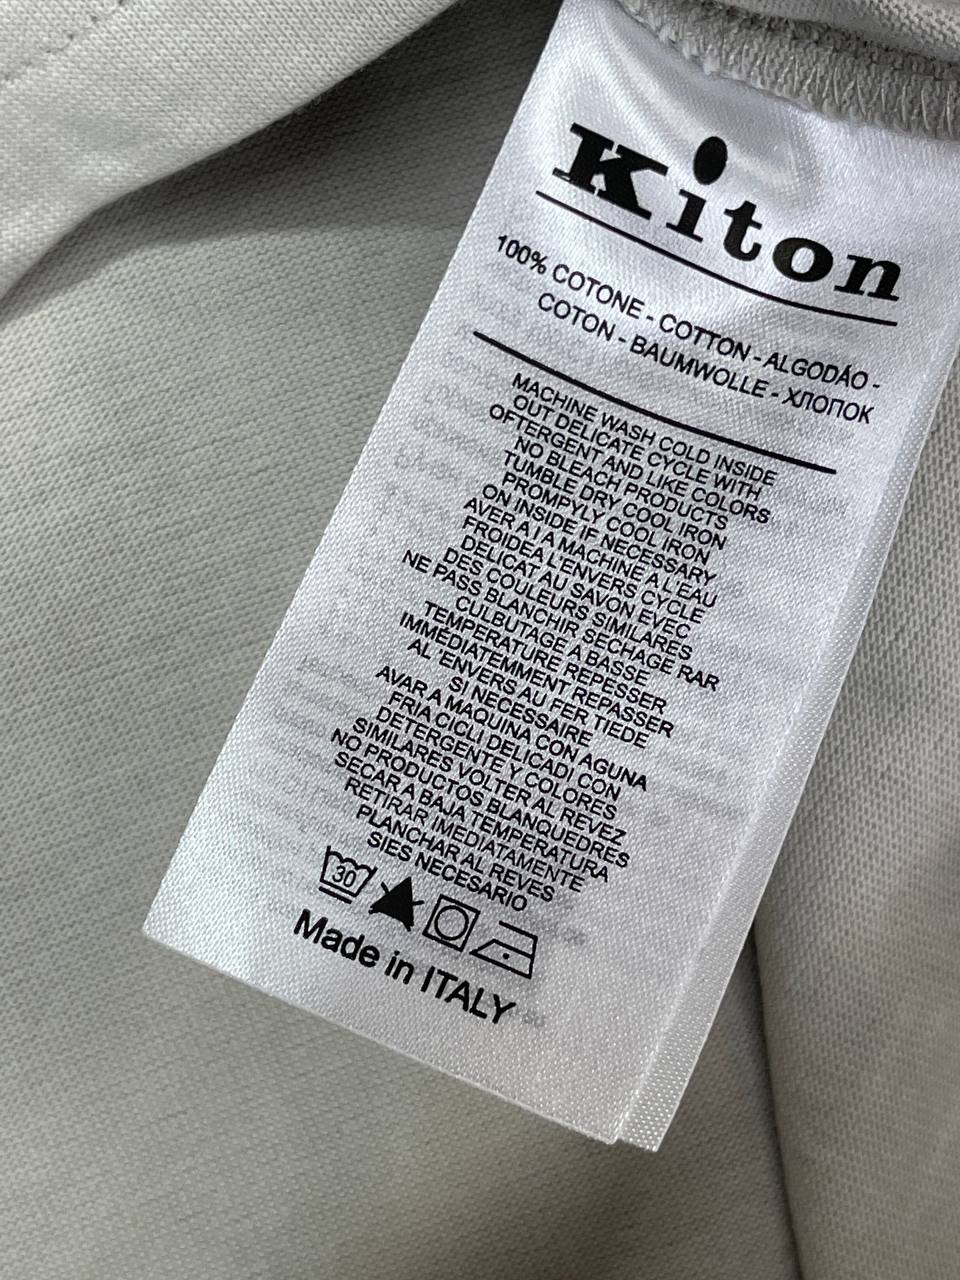 Kiton
100% COTONE - COTTON - ALGODÁO -
COTON - BAUMWOLLE - ХЛОПОК
MACHINE WASH COLD INSIDE
OUT DELICATE CYCLE WITH
OFTERGENT AND LIKE COLORS
NO BLEACH PRODUCTS
TUMBLE DRY COOL IRON
PROMPYLY COOL IRON
ON INSIDE IF NECESSARY
AVER A I A MACHINE A L'EAU
FROIDEA L'ENVERS CYCLE
DELICAT AU SAVON EVEC
DES COULEURS SIMILARES
NE PASS BLANCHIR SECHAGE RAR
CULBUTAGE A BASSE
TEMPERATURE REPESSER
IMMEDIATEMMENT REPASSER
AL 'ENVERS AU FER TIEDE
SI NECESSAIRE
AVAR A MAQUINA CON AGUNA
FRIA CICLI DELICADI CON
DETERGENTE Y COLORES
SIMILARES VOLTER AL REVEZ
NO PRODUCTOS BLANQUEDRES
SECAR A BAJA TEMPERATURA
RETIRAR IMEDIATAMENTE
PLANCHAR AL REVES
SIES NECESARIO
30
Made in ITALY